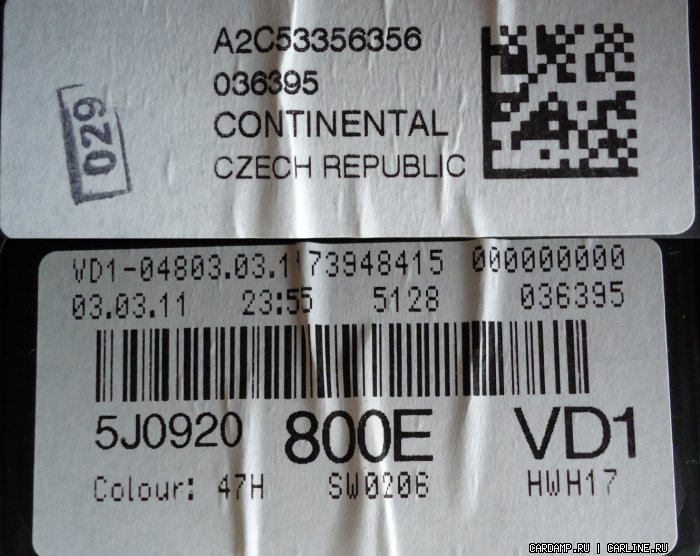 A2C53356356
036395
CONTINENTAL
CZECH REPUBLIC
029
VD1-04803.03.1173948415 000000000
03.03.11 23:55 5128 036395
5J0920 800E VD1
Colour: 47H SW0206 HWH17
CARDAMP.RU | CARLINE.RU